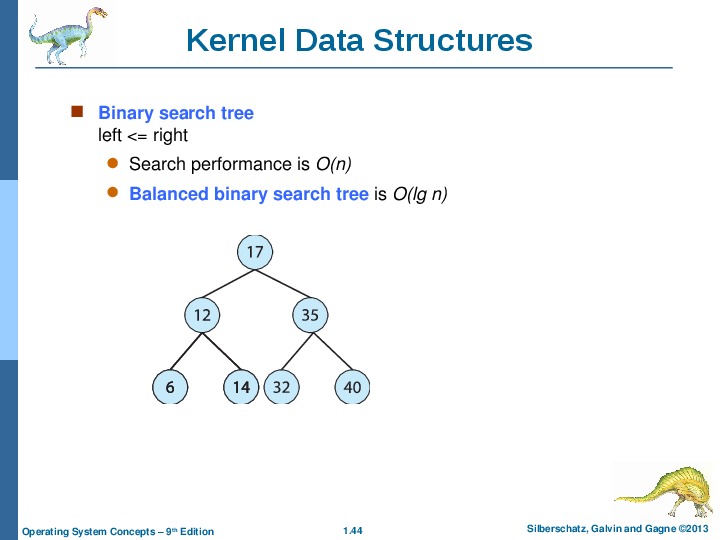 Kernel Data Structures
Binary search tree
left <= right
Search performance is O(n)
Balanced binary search tree is O(lg n)
17
12 35
6 14 32 40
Operating System Concepts – 9th Edition 1.44 Silberschatz, Galvin and Gagne ©2013